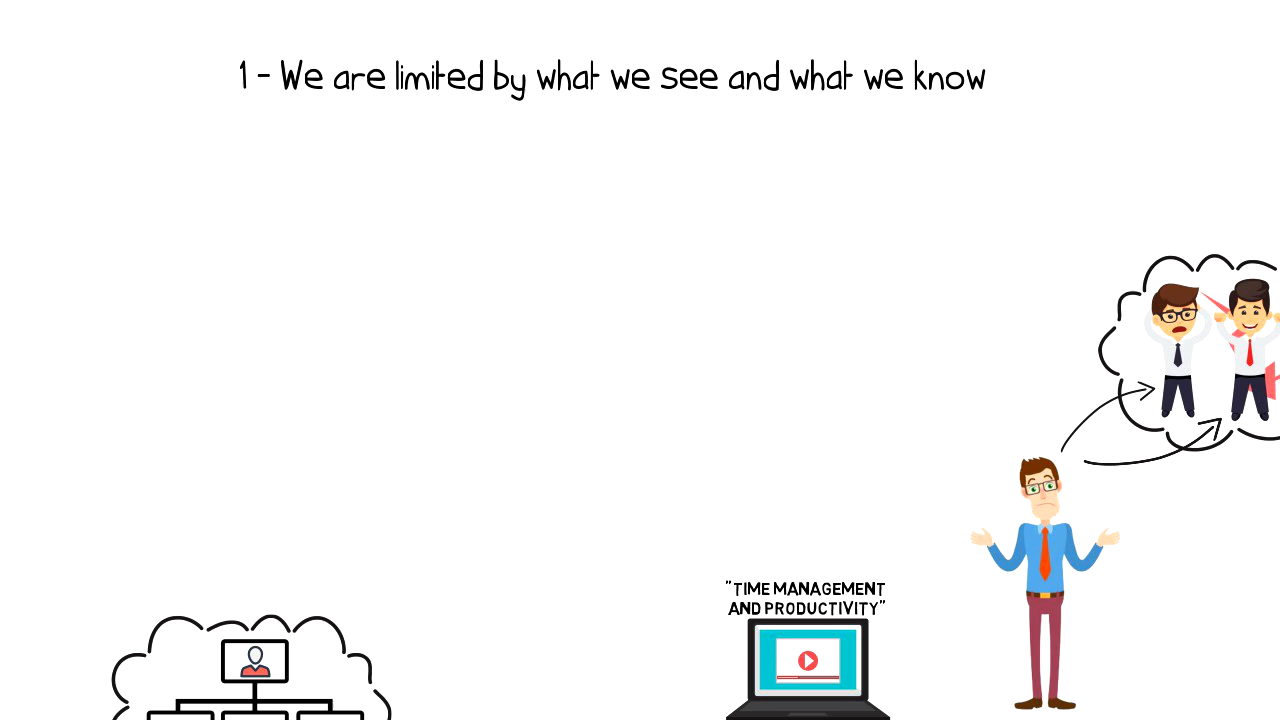 1 - We are limited by what we see and what we know
"TIME MANAGEMENT
AND PRODUCTIVITY"